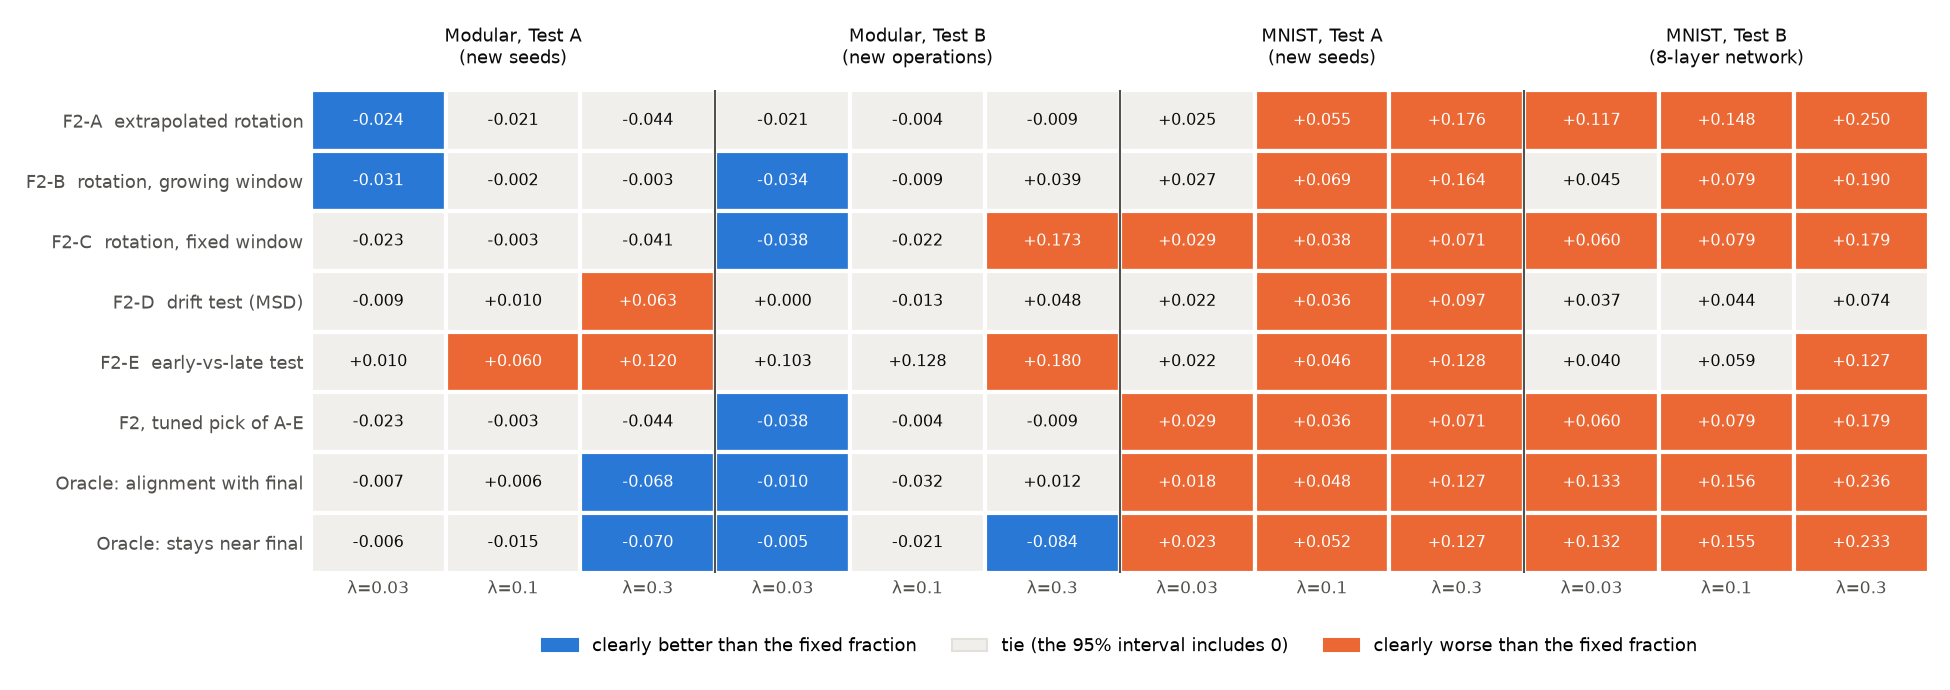 Modular, Test A
(new seeds)
Modular, Test B
(new operations)
MNIST, Test A
(new seeds)
MNIST, Test B
(8-layer network)
F2-A  extrapolated rotation -0.024 -0.021 -0.044 -0.021 -0.004 -0.009 +0.025 +0.055 +0.176 +0.117 +0.148 +0.250
F2-B  rotation, growing window -0.031 -0.002 -0.003 -0.034 -0.009 +0.039 +0.027 +0.069 +0.164 +0.045 +0.079 +0.190
F2-C  rotation, fixed window -0.023 -0.003 -0.041 -0.038 -0.022 +0.173 +0.029 +0.038 +0.071 +0.060 +0.079 +0.179
F2-D  drift test (MSD) -0.009 +0.010 +0.063 +0.000 -0.013 +0.048 +0.022 +0.036 +0.097 +0.037 +0.044 +0.074
F2-E  early-vs-late test +0.010 +0.060 +0.120 +0.103 +0.128 +0.180 +0.022 +0.046 +0.128 +0.040 +0.059 +0.127
F2, tuned pick of A-E -0.023 -0.003 -0.044 -0.038 -0.004 -0.009 +0.029 +0.036 +0.071 +0.060 +0.079 +0.179
Oracle: alignment with final -0.007 +0.006 -0.068 -0.010 -0.032 +0.012 +0.018 +0.048 +0.127 +0.133 +0.156 +0.236
Oracle: stays near final -0.006 -0.015 -0.070 -0.005 -0.021 -0.084 +0.023 +0.052 +0.127 +0.132 +0.155 +0.233
λ=0.03 λ=0.1 λ=0.3 λ=0.03 λ=0.1 λ=0.3 λ=0.03 λ=0.1 λ=0.3 λ=0.03 λ=0.1 λ=0.3
clearly better than the fixed fraction tie (the 95% interval includes 0) clearly worse than the fixed fraction